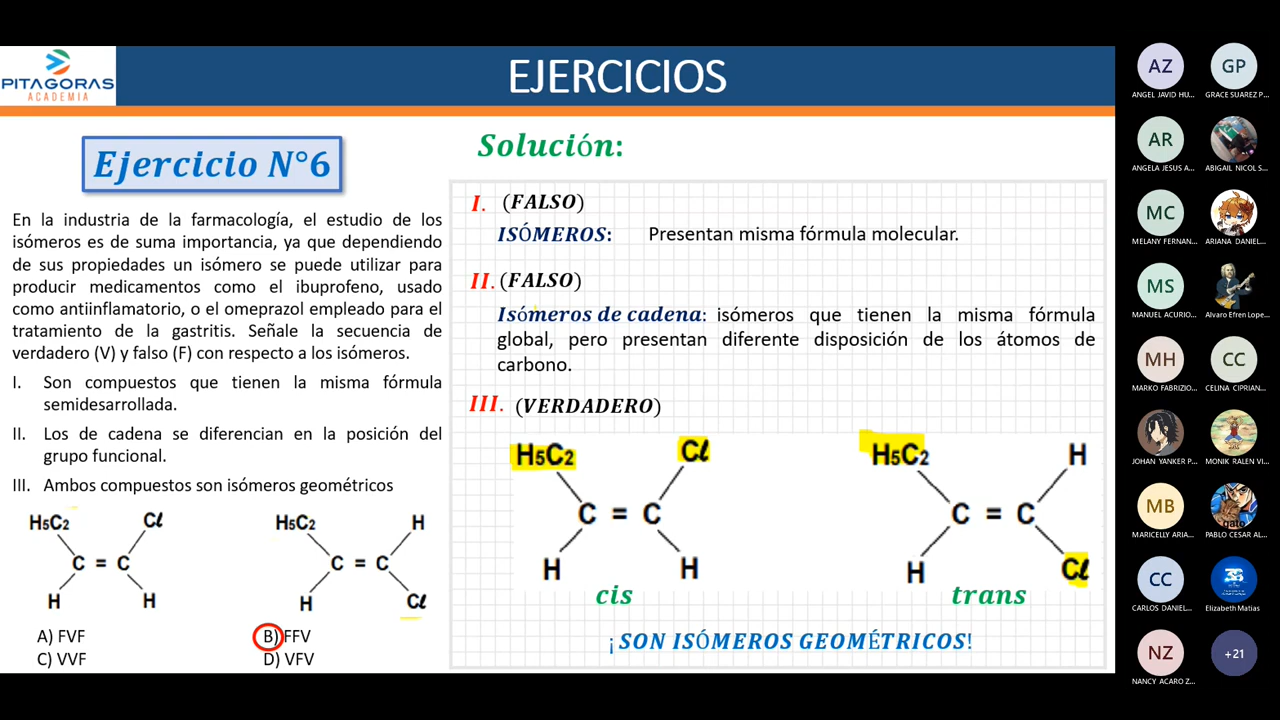 PITAGORAS
ACADEMIA
EJERCICIOS
Ejercicio N°6
En la industria de la farmacología, el estudio de los
isómeros es de suma importancia, ya que dependiendo
de sus propiedades un isómero se puede utilizar para
producir medicamentos como el ibuprofeno, usado
como antiinflamatorio, o el omeprazol empleado para el
tratamiento de la gastritis. Señale la secuencia de
verdadero (V) y falso (F) con respecto a los isómeros.
I. Son compuestos que tienen la misma fórmula
semidesarrollada.
II. Los de cadena se diferencian en la posición del
grupo funcional.
III. Ambos compuestos son isómeros geométricos
H5C2 Cl
C = C
H H
H5C2 H
C = C
H Cl
A) FVF B) FFV
C) VVF D) VFV
Solución:
I. (FALSO)
ISÓMEROS: Presentan misma fórmula molecular.
II. (FALSO)
Isómeros de cadena: isómeros que tienen la misma fórmula
global, pero presentan diferente disposición de los átomos de
carbono.
III. (VERDADERO)
H5C2 Cl
C = C
H H
cis
H5C2 H
C = C
H Cl
trans
¡SON ISÓMEROS GEOMÉTRICOS!
AZ GP
ANGEL JAVID HU... GRACE SUAREZ P...
AR
ANGELA JESUS A... ABIGAIL NICOL S...
MC
MELANY FERNAN... ARIANA DANIEL...
MS
MANUEL ACURIO... Alvaro Efren Lope...
MH CC
MARKO FABRIZIO... CELINA CIPRIAN...
JOHAN YANKER P... MONIK RALEN VI...
MB gato
MARICELLY ARIA... PABLO CESAR AL...
CC
CARLOS DANIEL... Elizabeth Matias
NZ +21
NANCY ACARO Z...